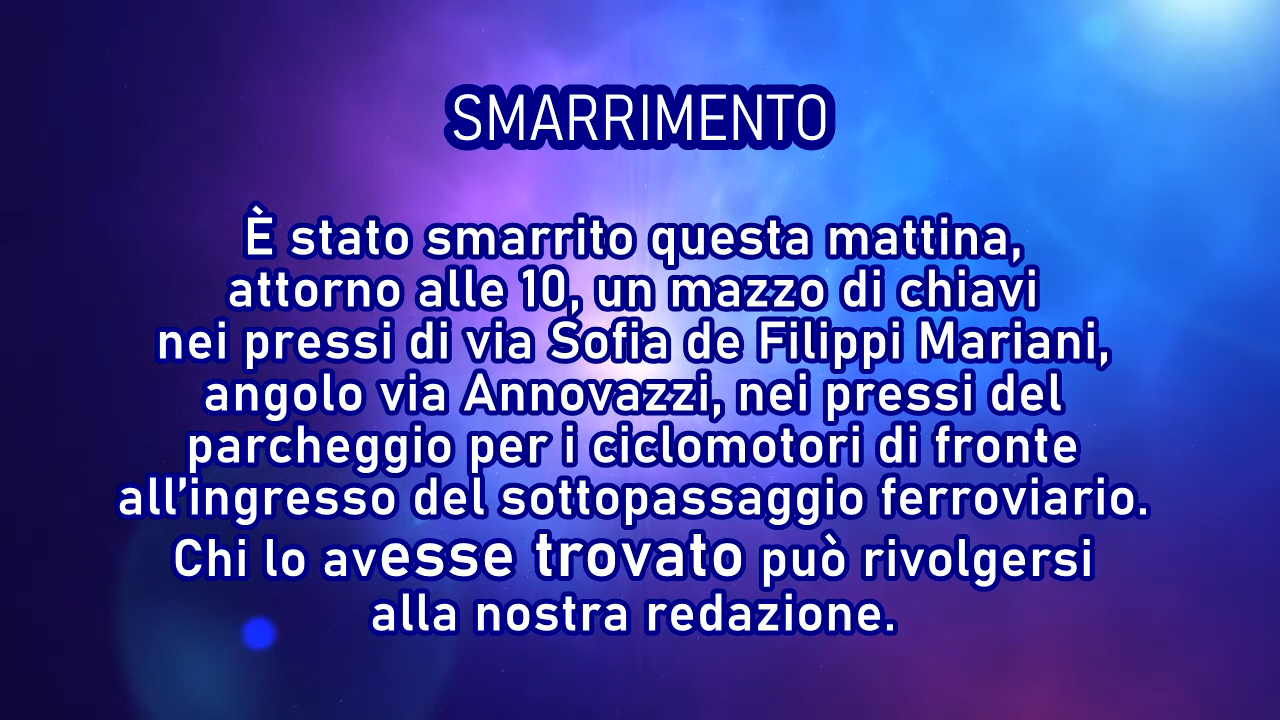 SMARRIMENTO
È stato smarrito questa mattina,
attorno alle 10, un mazzo di chiavi
nei pressi di via Sofia de Filippi Mariani,
angolo via Annovazzi, nei pressi del
parcheggio per i ciclomotori di fronte
all’ingresso del sottopassaggio ferroviario.
Chi lo avesse trovato può rivolgersi
alla nostra redazione.